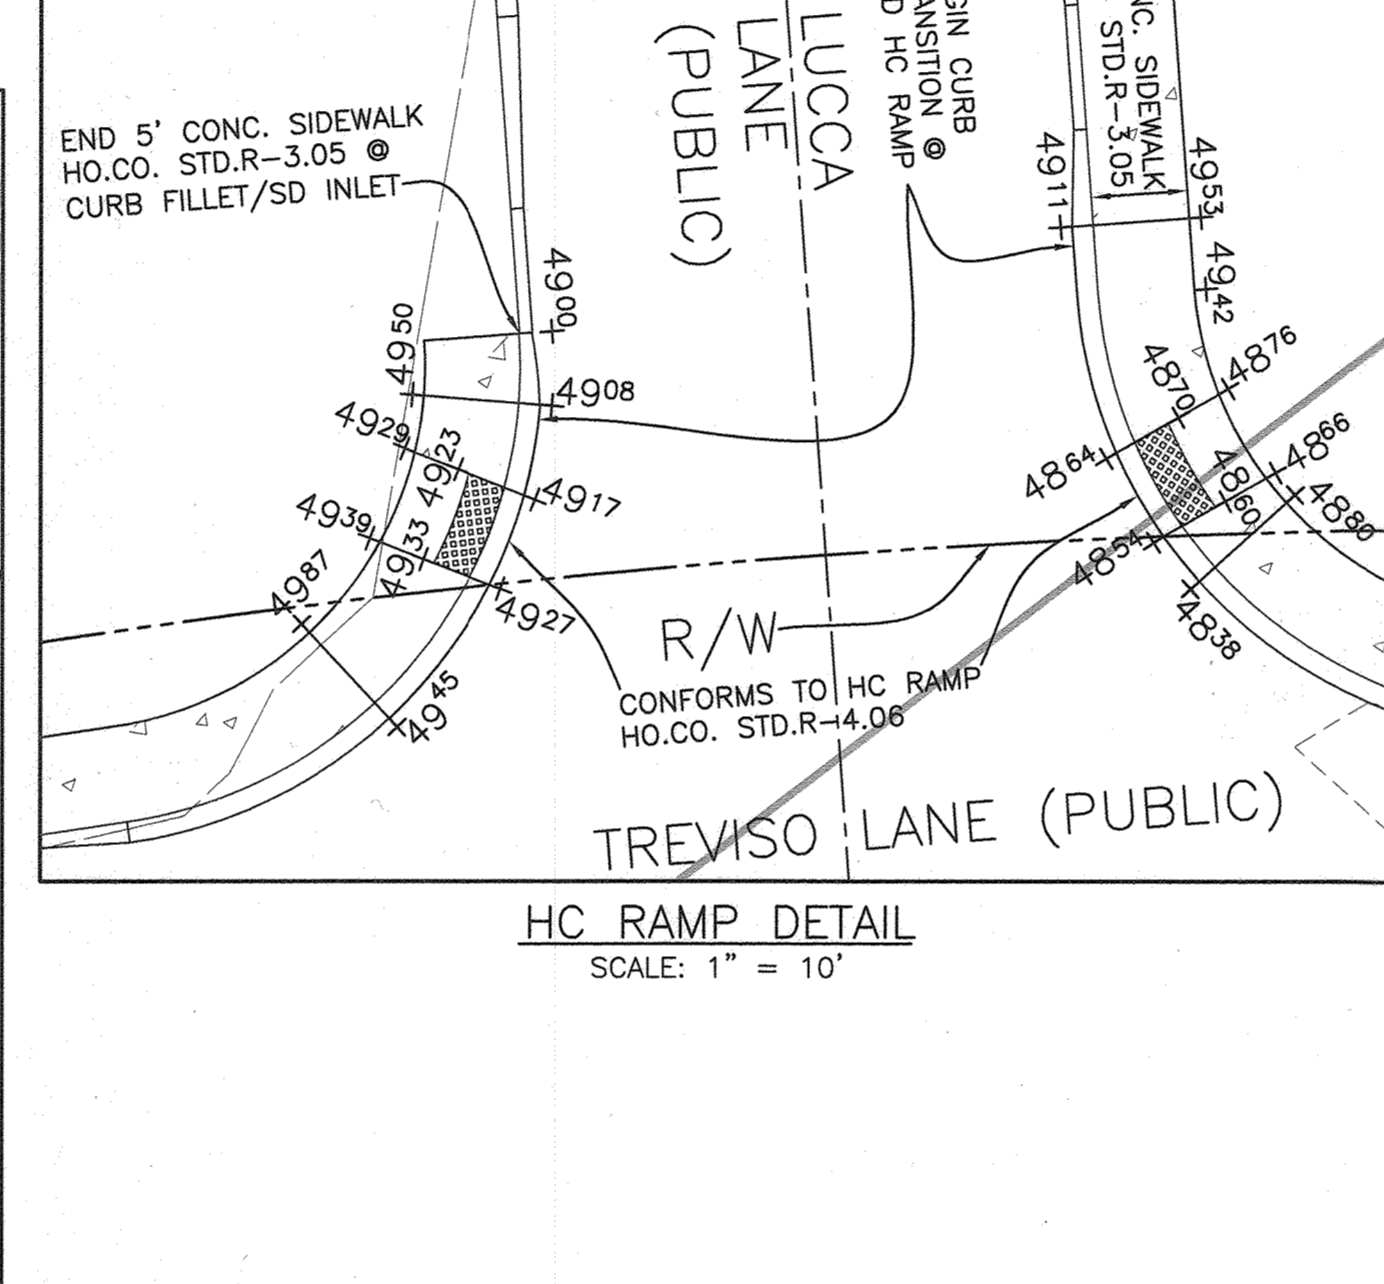 END 5' CONC. SIDEWALK
HO.CO. STD.R-3.05 @
CURB FILLET/SD INLET
LUCCA
LANE
(PUBLIC)
CURB
@
HC RAMP
SIDEWALK
STD.R-3.05
4911
4953
4942
4900
4950
4908
4929
4923
4917
4939
4933
4927
4987
4945
4876
4870
4864
4866
4860
4880
4854
4838
R/W
CONFORMS TO HC RAMP
HO.CO. STD.R-4.06
TREVISO LANE (PUBLIC)
HC RAMP DETAIL
SCALE: 1" = 10'